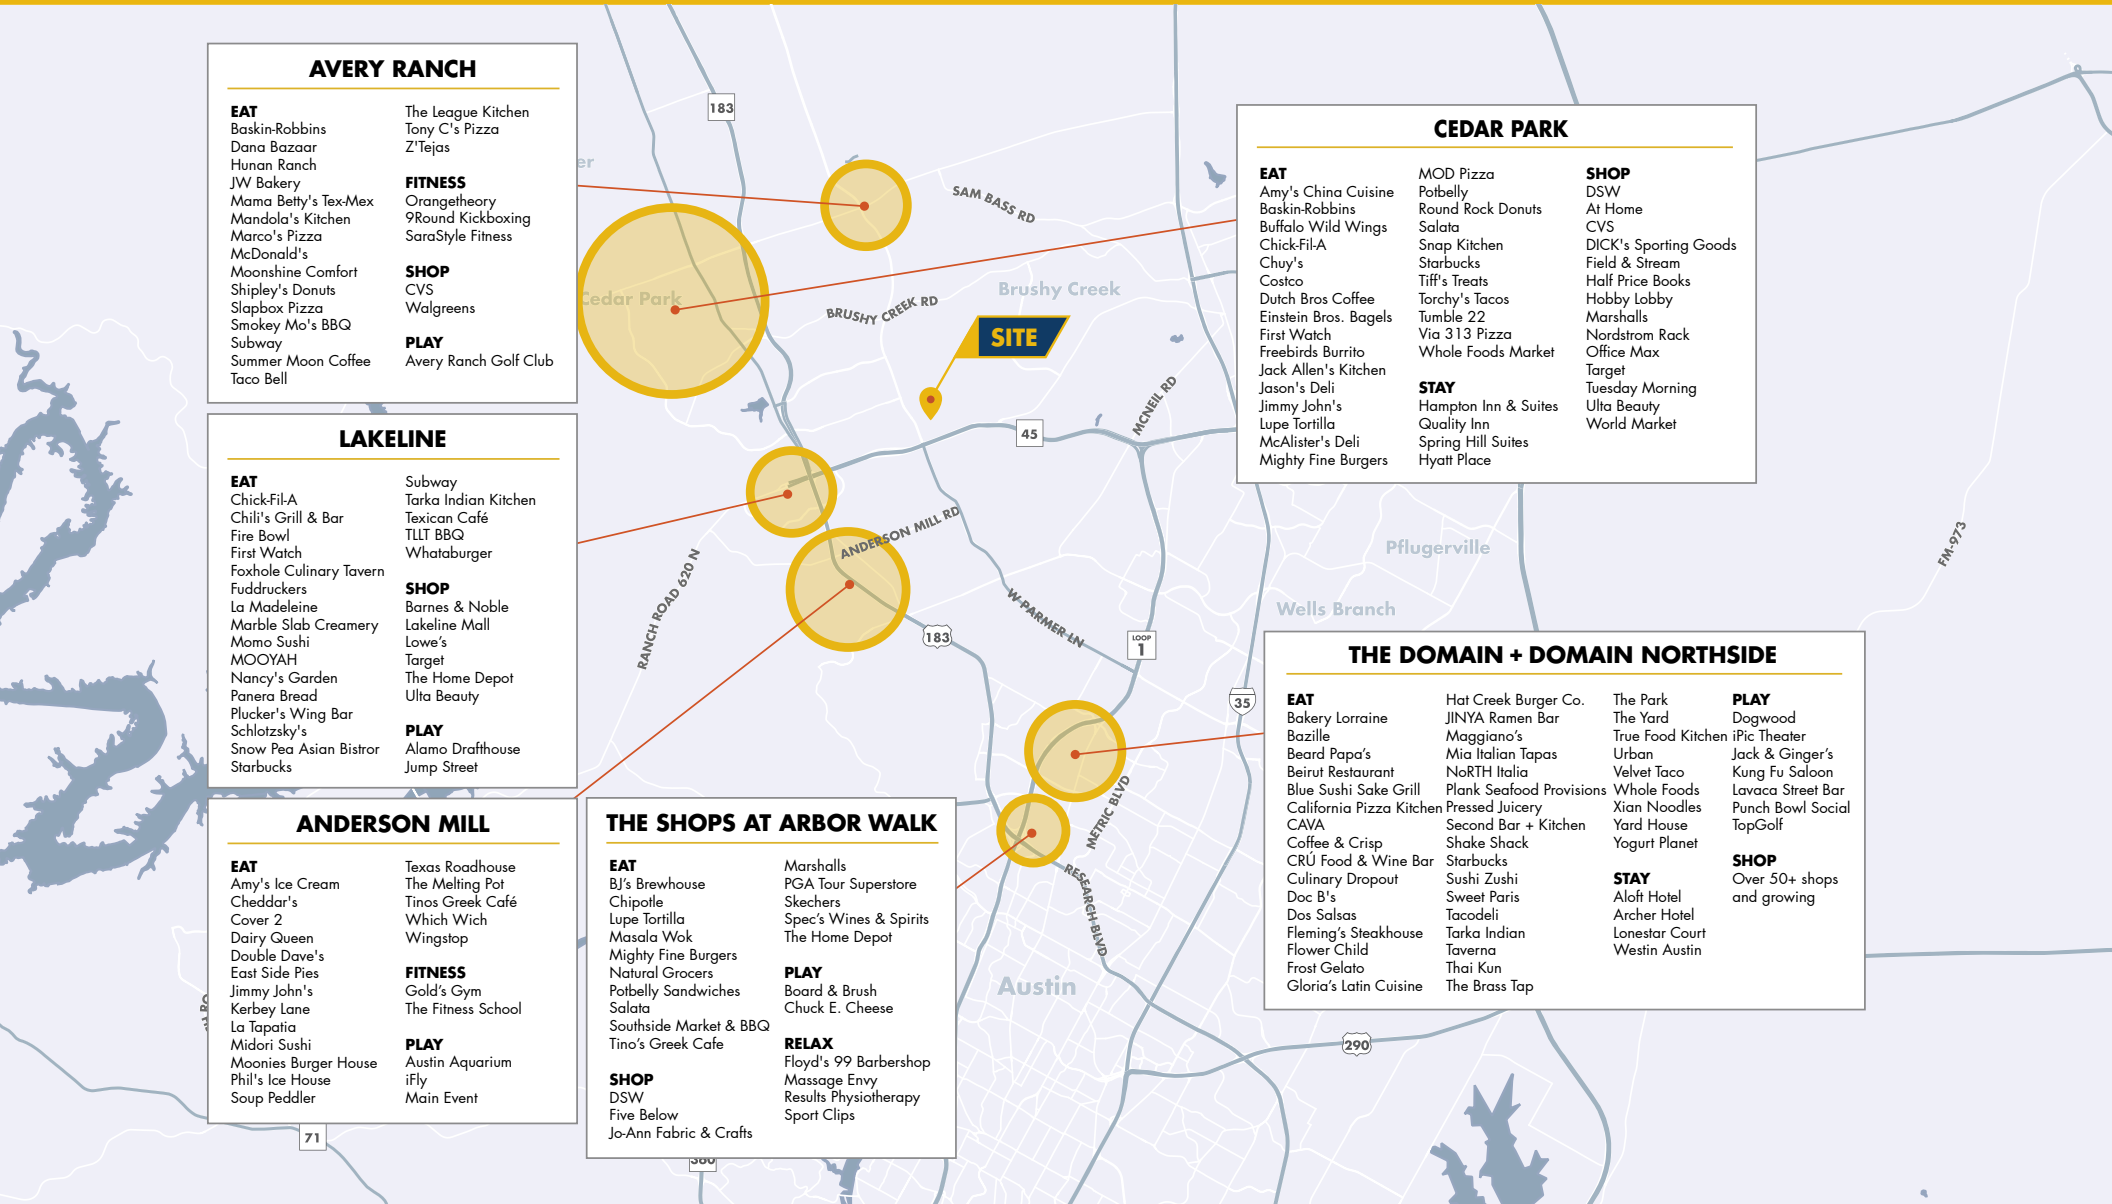 AVERY RANCH
EAT
Baskin-Robbins
Dana Bazaar
Hunan Ranch
JW Bakery
Mama Betty's Tex-Mex
Mandola's Kitchen
Marco's Pizza
McDonald's
Moonshine Comfort
Shipley's Donuts
Slapbox Pizza
Smokey Mo's BBQ
Subway
Summer Moon Coffee
Taco Bell
The League Kitchen
Tony C's Pizza
Z'Tejas
FITNESS
Orangetheory
9Round Kickboxing
SaraStyle Fitness
SHOP
CVS
Walgreens
PLAY
Avery Ranch Golf Club
LAKELINE
EAT
Chick-Fil-A
Chili's Grill & Bar
Fire Bowl
First Watch
Foxhole Culinary Tavern
Fuddruckers
La Madeleine
Marble Slab Creamery
Momo Sushi
MOOYAH
Nancy's Garden
Panera Bread
Plucker's Wing Bar
Schlotzsky's
Snow Pea Asian Bistror
Starbucks
Subway
Tarka Indian Kitchen
Texican Café
TLLT BBQ
Whataburger
SHOP
Barnes & Noble
Lakeline Mall
Lowe's
Target
The Home Depot
Ulta Beauty
PLAY
Alamo Drafthouse
Jump Street
ANDERSON MILL
EAT
Amy's Ice Cream
Cheddar's
Cover 2
Dairy Queen
Double Dave's
East Side Pies
Jimmy John's
Kerbey Lane
La Tapatia
Midori Sushi
Moonies Burger House
Phil's Ice House
Soup Peddler
Texas Roadhouse
The Melting Pot
Tinos Greek Café
Which Wich
Wingstop
FITNESS
Gold's Gym
The Fitness School
PLAY
Austin Aquarium
iFly
Main Event
THE SHOPS AT ARBOR WALK
EAT
BJ's Brewhouse
Chipotle
Lupe Tortilla
Masala Wok
Mighty Fine Burgers
Natural Grocers
Potbelly Sandwiches
Salata
Southside Market & BBQ
Tino's Greek Cafe
SHOP
DSW
Five Below
Jo-Ann Fabric & Crafts
Marshalls
PGA Tour Superstore
Skechers
Spec's Wines & Spirits
The Home Depot
PLAY
Board & Brush
Chuck E. Cheese
RELAX
Floyd's 99 Barbershop
Massage Envy
Results Physiotherapy
Sport Clips
CEDAR PARK
EAT
Amy's China Cuisine
Baskin-Robbins
Buffalo Wild Wings
Chick-Fil-A
Chuy's
Costco
Dutch Bros Coffee
Einstein Bros. Bagels
First Watch
Freebirds Burrito
Jack Allen's Kitchen
Jason's Deli
Jimmy John's
Lupe Tortilla
McAlister's Deli
Mighty Fine Burgers
MOD Pizza
Potbelly
Round Rock Donuts
Salata
Snap Kitchen
Starbucks
Tiff's Treats
Torchy's Tacos
Tumble 22
Via 313 Pizza
Whole Foods Market
STAY
Hampton Inn & Suites
Quality Inn
Spring Hill Suites
Hyatt Place
SHOP
DSW
At Home
CVS
DICK's Sporting Goods
Field & Stream
Half Price Books
Hobby Lobby
Marshalls
Nordstrom Rack
Office Max
Target
Tuesday Morning
Ulta Beauty
World Market
THE DOMAIN + DOMAIN NORTHSIDE
EAT
Bakery Lorraine
Bazille
Beard Papa's
Beirut Restaurant
Blue Sushi Sake Grill
California Pizza Kitchen
CAVA
Coffee & Crisp
CRÚ Food & Wine Bar
Culinary Dropout
Doc B's
Dos Salsas
Fleming's Steakhouse
Flower Child
Frost Gelato
Gloria's Latin Cuisine
Hat Creek Burger Co.
JINYA Ramen Bar
Maggiano's
Mia Italian Tapas
NoRTH Italia
Plank Seafood Provisions
Pressed Juicery
Second Bar + Kitchen
Shake Shack
Starbucks
Sushi Zushi
Sweet Paris
Tacodeli
Tarka Indian
Taverna
Thai Kun
The Brass Tap
The Park
The Yard
True Food Kitchen
Urban
Velvet Taco
Whole Foods
Xian Noodles
Yard House
Yogurt Planet
STAY
Aloft Hotel
Archer Hotel
Lonestar Court
Westin Austin
PLAY
Dogwood
iPic Theater
Jack & Ginger's
Kung Fu Saloon
Lavaca Street Bar
Punch Bowl Social
TopGolf
SHOP
Over 50+ shops
and growing
183
er
SAM BASS RD
Cedar Park
BRUSHY CREEK RD
Brushy Creek
SITE
MCNEIL RD
45
ANDERSON MILL RD
RANCH ROAD 620 N
W PARMER LN
183
LOOP
1
35
Pflugerville
Wells Branch
FM-973
METRIC BLVD
RESEARCH BLVD
Austin
290
71
360